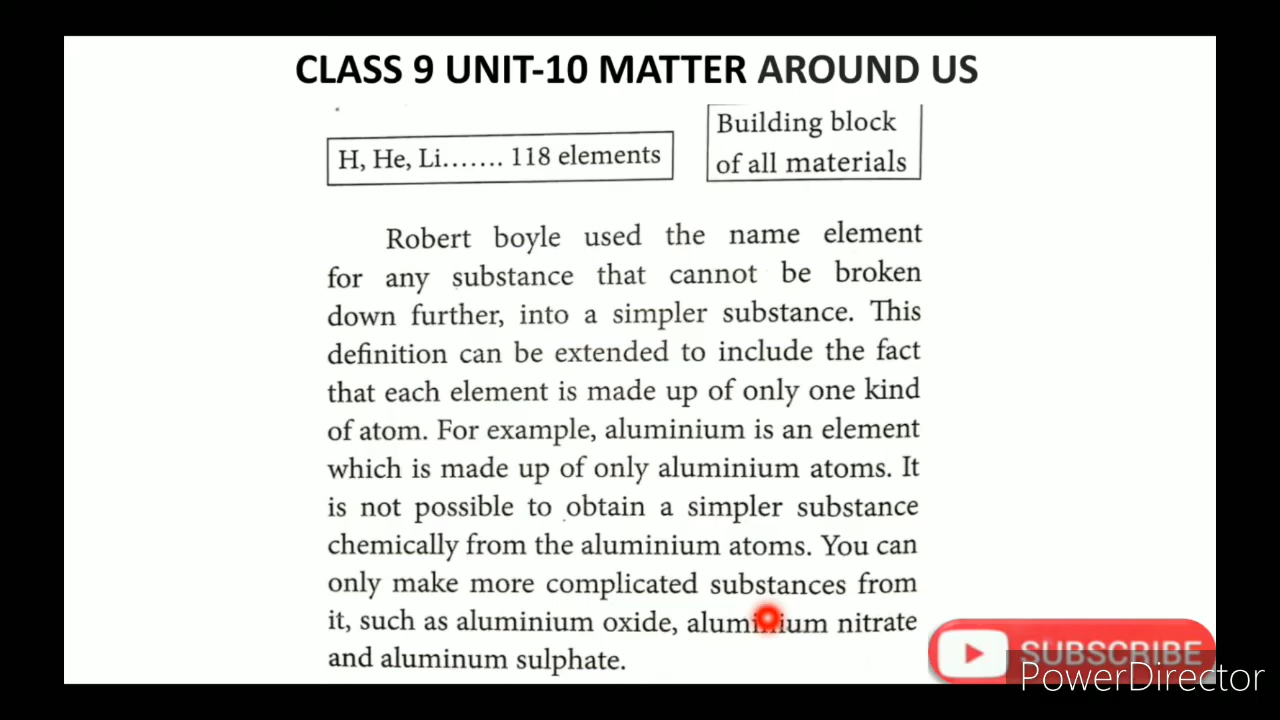 CLASS 9 UNIT-10 MATTER AROUND US
H, He, Li....... 118 elements
Building block
of all materials
Robert boyle used the name element
for any substance that cannot be broken
down further, into a simpler substance. This
definition can be extended to include the fact
that each element is made up of only one kind
of atom. For example, aluminium is an element
which is made up of only aluminium atoms. It
is not possible to obtain a simpler substance
chemically from the aluminium atoms. You can
only make more complicated substances from
it, such as aluminium oxide, aluminium nitrate
and aluminum sulphate.
SUBSCRIBE
PowerDirector